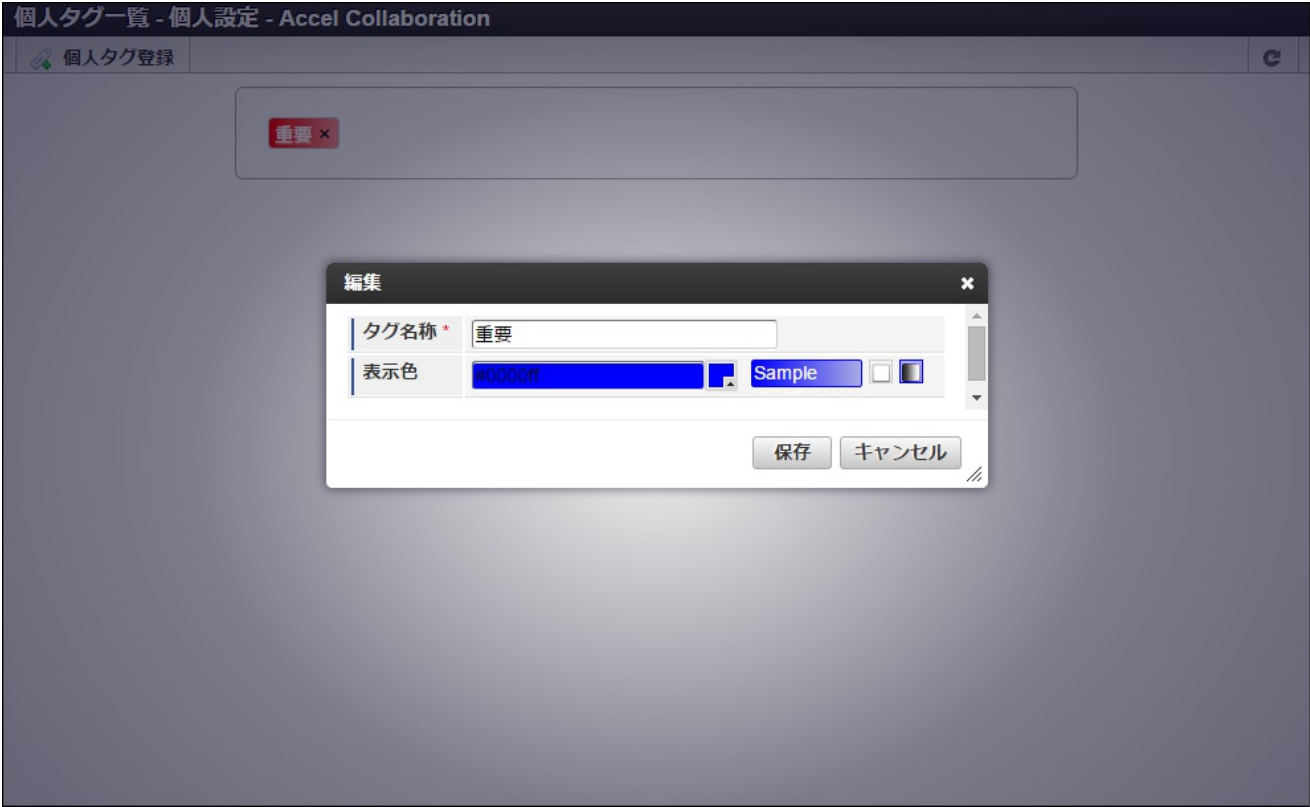 個人タグ一覧 - 個人設定 - Accel Collaboration
個人タグ登録
重要 ×
編集
タグ名称 * 重要
表示色 #0000ff Sample
保存 キャンセル